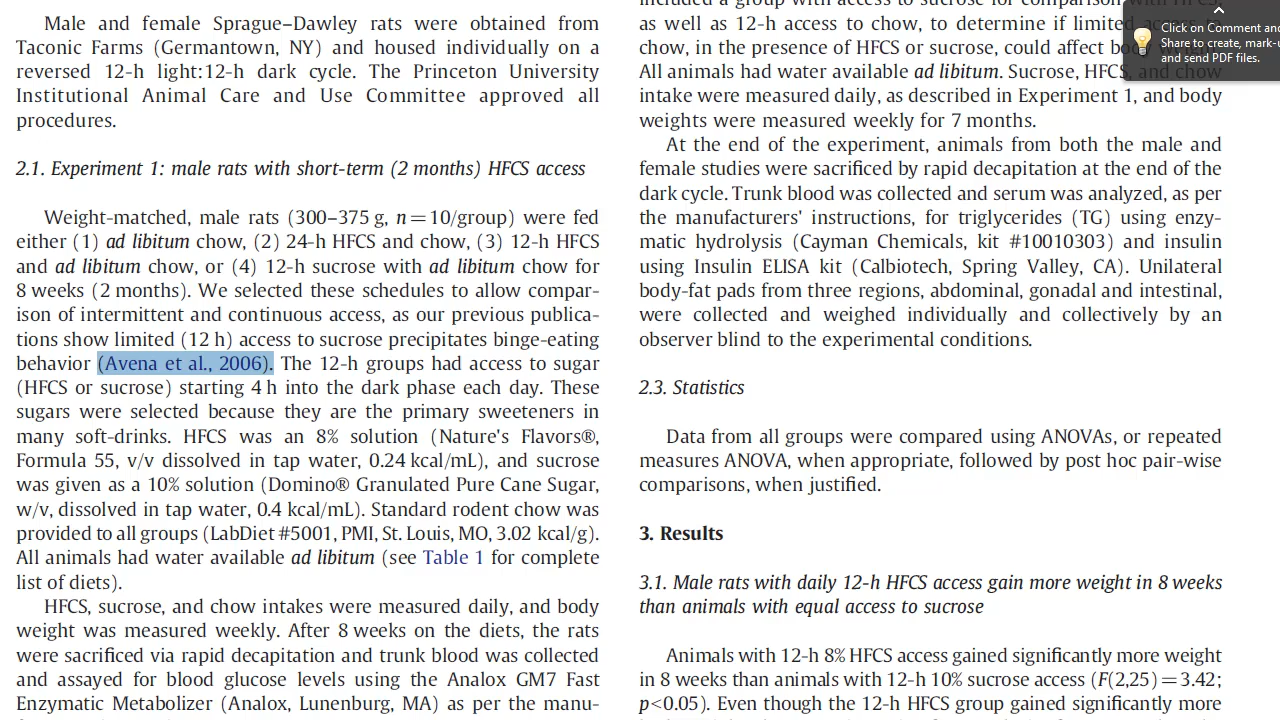 Male and female Sprague–Dawley rats were obtained from
Taconic Farms (Germantown, NY) and housed individually on a
reversed 12-h light:12-h dark cycle. The Princeton University
Institutional Animal Care and Use Committee approved all
procedures.
2.1. Experiment 1: male rats with short-term (2 months) HFCS access
Weight-matched, male rats (300–375 g, n = 10/group) were fed
either (1) ad libitum chow, (2) 24-h HFCS and chow, (3) 12-h HFCS
and ad libitum chow, or (4) 12-h sucrose with ad libitum chow for
8 weeks (2 months). We selected these schedules to allow compar-
ison of intermittent and continuous access, as our previous publica-
tions show limited (12 h) access to sucrose precipitates binge-eating
behavior (Avena et al., 2006). The 12-h groups had access to sugar
(HFCS or sucrose) starting 4 h into the dark phase each day. These
sugars were selected because they are the primary sweeteners in
many soft-drinks. HFCS was an 8% solution (Nature's Flavors®,
Formula 55, v/v dissolved in tap water, 0.24 kcal/mL), and sucrose
was given as a 10% solution (Domino® Granulated Pure Cane Sugar,
w/v, dissolved in tap water, 0.4 kcal/mL). Standard rodent chow was
provided to all groups (LabDiet #5001, PMI, St. Louis, MO, 3.02 kcal/g).
All animals had water available ad libitum (see Table 1 for complete
list of diets).
HFCS, sucrose, and chow intakes were measured daily, and body
weight was measured weekly. After 8 weeks on the diets, the rats
were sacrificed via rapid decapitation and trunk blood was collected
and assayed for blood glucose levels using the Analox GM7 Fast
Enzymatic Metabolizer (Analox, Lunenburg, MA) as per the manu-
included a group with access to sucrose for comparison with HFCS,
as well as 12-h access to chow, to determine if limited access to
chow, in the presence of HFCS or sucrose, could affect body weight.
All animals had water available ad libitum. Sucrose, HFCS, and chow
intake were measured daily, as described in Experiment 1, and body
weights were measured weekly for 7 months.
At the end of the experiment, animals from both the male and
female studies were sacrificed by rapid decapitation at the end of the
dark cycle. Trunk blood was collected and serum was analyzed, as per
the manufacturers' instructions, for triglycerides (TG) using enzy-
matic hydrolysis (Cayman Chemicals, kit #10010303) and insulin
using Insulin ELISA kit (Calbiotech, Spring Valley, CA). Unilateral
body-fat pads from three regions, abdominal, gonadal and intestinal,
were collected and weighed individually and collectively by an
observer blind to the experimental conditions.
2.3. Statistics
Data from all groups were compared using ANOVAs, or repeated
measures ANOVA, when appropriate, followed by post hoc pair-wise
comparisons, when justified.
3. Results
3.1. Male rats with daily 12-h HFCS access gain more weight in 8 weeks
than animals with equal access to sucrose
Animals with 12-h 8% HFCS access gained significantly more weight
in 8 weeks than animals with 12-h 10% sucrose access (F(2,25) = 3.42;
p<0.05). Even though the 12-h HFCS group gained significantly more
Click on Comment and
Share to create, mark-u
and send PDF files.